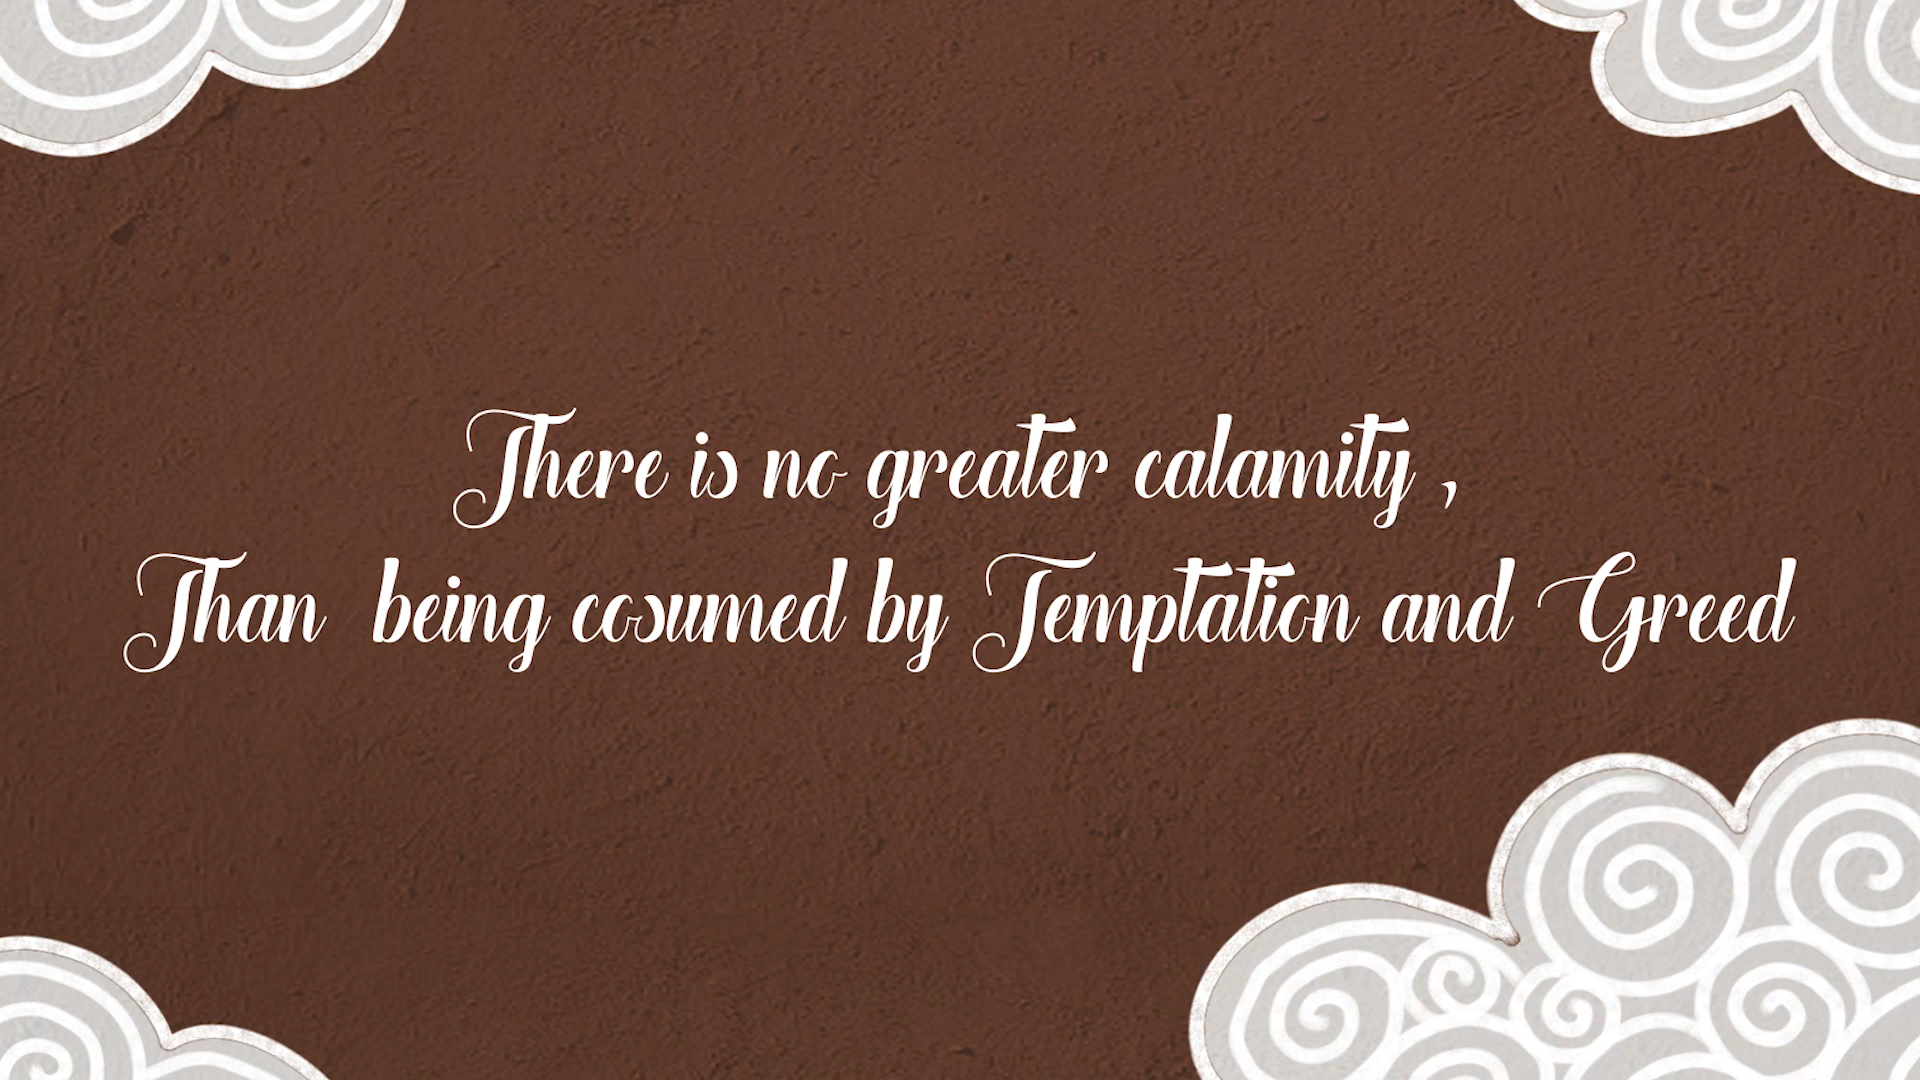 There is no greater calamity ,
Than being cosumed by Temptation and Greed